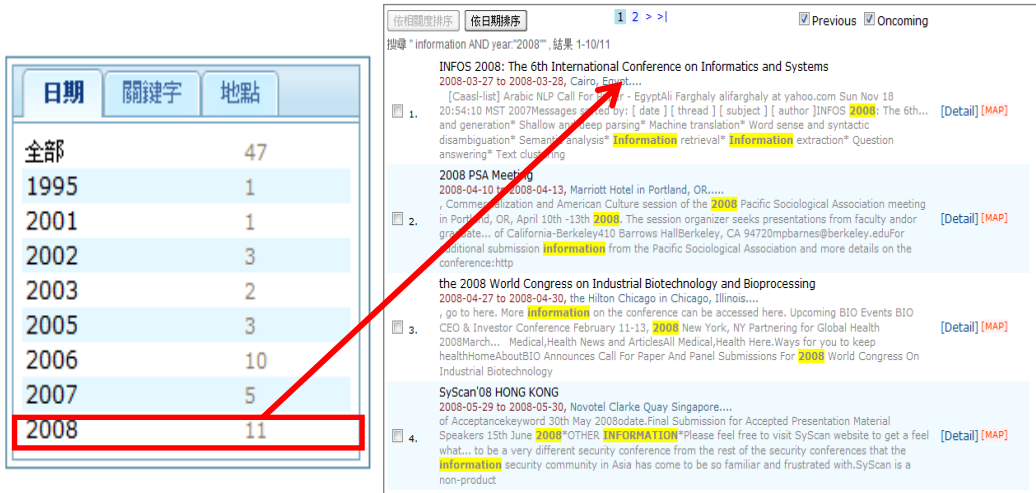 日期 關鍵字 地點
全部 47
1995 1
2001 1
2002 3
2003 2
2005 3
2006 10
2007 5
2008 11
依相關度排序 依日期排序 1 2 > >| Previous Oncoming
搜尋 " information AND year:"2008"" , 結果 1-10/11
INFOS 2008: The 6th International Conference on Informatics and Systems
2008-03-27 to 2008-03-28, Cairo, Egypt....
[Caasl-list] Arabic NLP Call For - EgyptAli Farghaly alifarghaly at yahoo.com Sun Nov 18
1. 20:54:10 MST 2007Messages sorted by: [ date ] [ thread ] [ subject ] [ author ]INFOS 2008: The 6th... [Detail] [MAP]
and generation* Shallow and deep parsing* Machine translation* Word sense and syntactic
disambiguation* Semantic analysis* Information retrieval* Information extraction* Question
answering* Text clustering
2008 PSA Meeting
2008-04-10 to 2008-04-13, Marriott Hotel in Portland, OR.....
, Commercialization and American Culture session of the 2008 Pacific Sociological Association meeting
2. in Portland, OR, April 10th -13th 2008. The session organizer seeks presentations from faculty andor [Detail] [MAP]
graduate... of California-Berkeley410 Barrows HallBerkeley, CA 94720mpbarnes@berkeley.eduFor
additional submission information from the Pacific Sociological Association and more details on the
conference:http
the 2008 World Congress on Industrial Biotechnology and Bioprocessing
2008-04-27 to 2008-04-30, the Hilton Chicago in Chicago, Illinois....
, go to here. More information on the conference can be accessed here. Upcoming BIO Events BIO
3. CEO & Investor Conference February 11-13, 2008 New York, NY Partnering for Global Health [Detail] [MAP]
2008March... Medical,Health News and ArticlesAll Medical,Health Here.Ways for you to keep
healthHomeAboutBIO Announces Call For Paper And Panel Submissions For 2008 World Congress On
Industrial Biotechnology
SyScan'08 HONG KONG
2008-05-29 to 2008-05-30, Novotel Clarke Quay Singapore....
of Acceptancekeyword 30th May 2008odate.Final Submission for Accepted Presentation Material
4. Speakers 15th June 2008*OTHER INFORMATION*Please feel free to visit SyScan website to get a feel [Detail] [MAP]
what... to be a very different security conference from the rest of the security conferences that the
information security community in Asia has come to be so familiar and frustrated with.SyScan is a
non-product